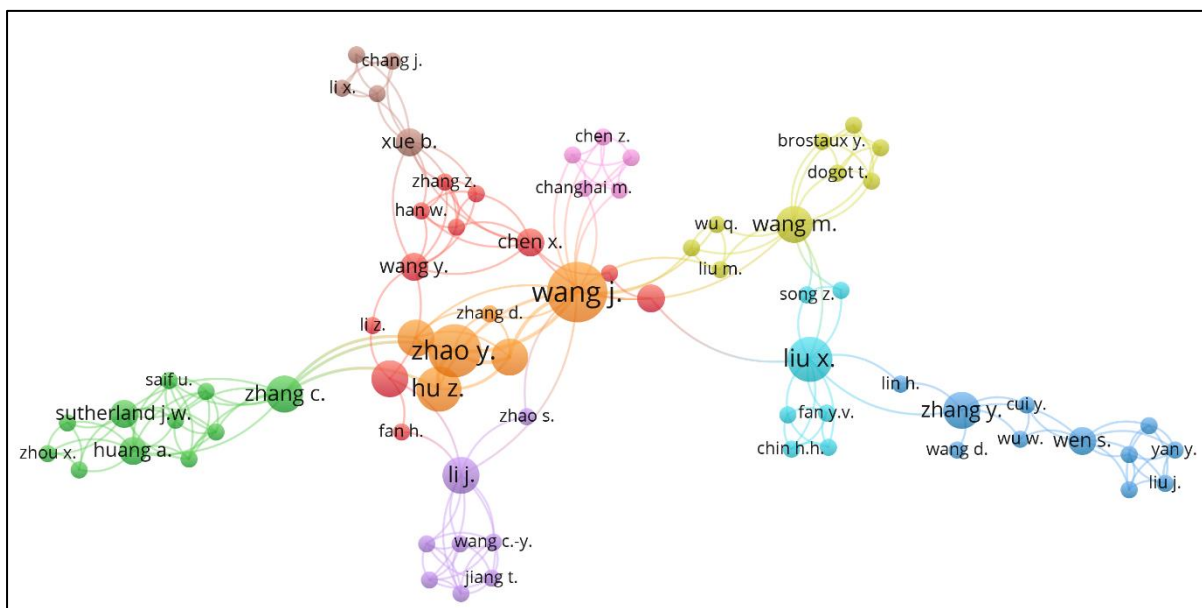 chang j.
li x.
xue b.
chen z.
brostaux y.
zhang z.
dogot t.
changhai m.
han w.
wu q.
wang m.
chen x.
wang y.
liu m.
wang j.
song z.
zhang d.
li z.
zhao y.
liu x.
saif u.
zhang c.
hu z.
lin h.
sutherland j.w.
zhang y.
cui y.
zhao s.
fan y.v.
fan h.
wu w.
wen s.
zhou x.
huang a.
chin h.h.
wang d.
yan y.
li j.
liu j.
wang c.-y.
jiang t.